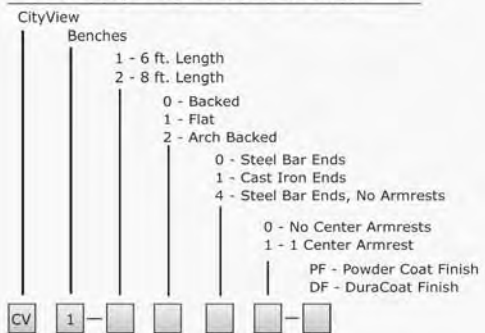 CityView
Benches
1 - 6 ft. Length
2 - 8 ft. Length
0 - Backed
1 - Flat
2 - Arch Backed
0 - Steel Bar Ends
1 - Cast Iron Ends
4 - Steel Bar Ends, No Armrests
0 - No Center Armrests
1 - 1 Center Armrest
PF - Powder Coat Finish
DF - DuraCoat Finish
CV 1 - -